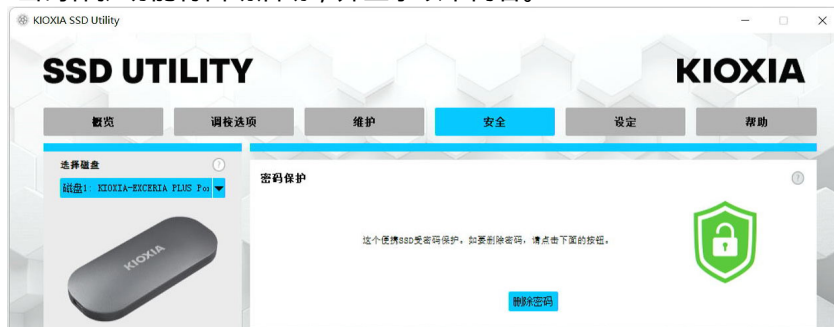 KIOXIA SSD Utility
SSD UTILITY
KIOXIA
概览
调校选项
维护
安全
设定
帮助
选择磁盘
磁盘1: KIOXIA-EXCERIA PLUS Po
密码保护
KIOXIA
这个便携SSD受密码保护。如要删除密码，请点击下面的按钮。
删除密码